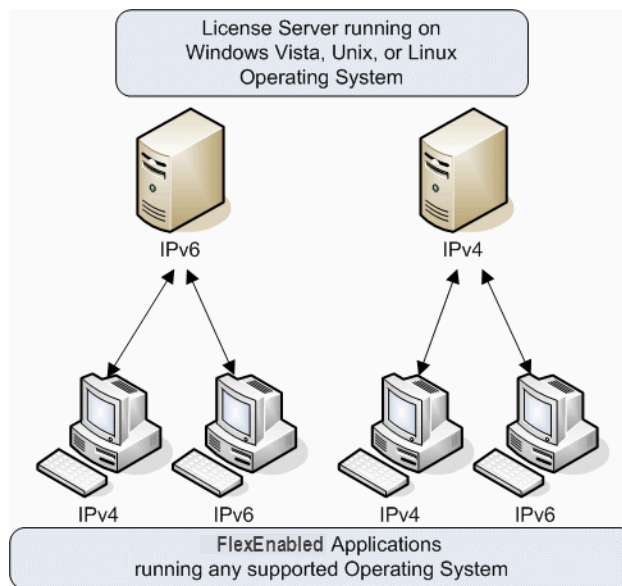 License Server running on
Windows Vista, Unix, or Linux
Operating System
IPv6 IPv4
IPv4 IPv6 IPv4 IPv6
FlexEnabled Applications
running any supported Operating System